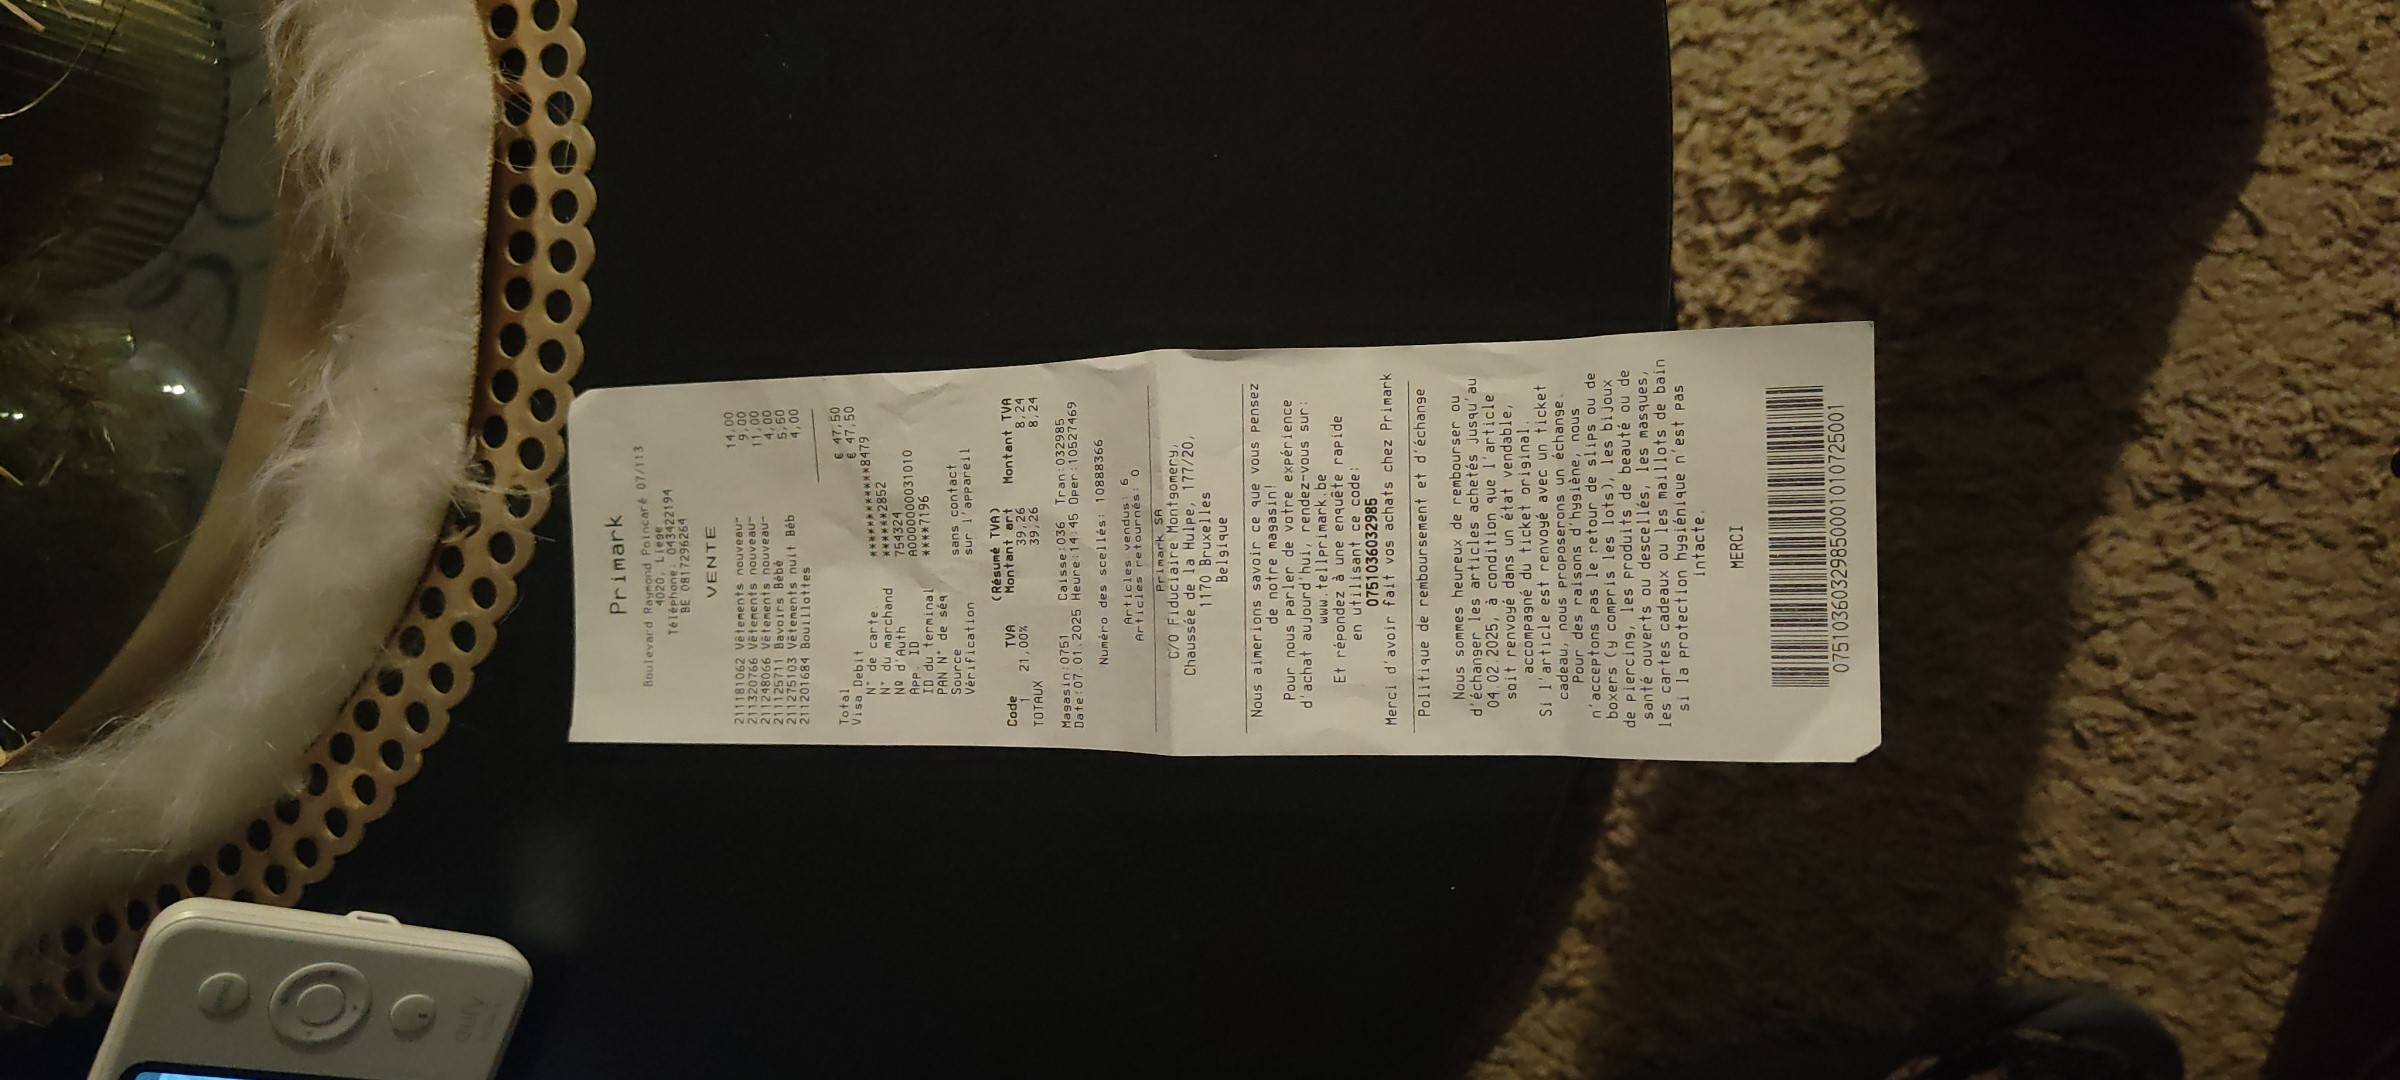 Primark
Boulevard Raymond Poincaré 07/113
4020, Liège
Téléphone: 043422194
BE 0817296264
VENTE
211181062 Vêtements nouveau- 14,00
211320766 Vêtements nouveau- 9,00
211248066 Vêtements nouveau- 11,00
211125711 Bavoirs Bébé 4,00
211275103 Vêtements nuit Béb 5,50
211201684 Bouillottes 4,00
Total € 47,50
Visa Debit € 47,50
N° de carte. ************8479
N° du marchand ******2852
Nº d'Auth 754324
App. ID A0000000031010
ID du terminal ****7196
PAN N° de séq
Source sans contact
Vérification sur l'appareil
(Résumé TVA)
Code TVA Montant art Montant TVA
1 21,00% 39,26 8,24
TOTAUX 39,26 8,24
Magasin:0751 Caisse:036 Tran:032985
Date:07.01.2025 Heure:14:45 Oper:10527469
Numéro des scellés: 10888366
Articles vendus: 6
Articles retournés: 0
Primark SA
C/O Fiduciaire Montgomery,
Chaussée de la Hulpe, 177/20,
1170 Bruxelles
Belgique
Nous aimerions savoir ce que vous pensez
de notre magasin!
Pour nous parler de votre expérience
d'achat aujourd'hui, rendez-vous sur:
www.tellprimark.be
Et répondez à une enquête rapide
en utilisant ce code:
0751036032985
Merci d'avoir fait vos achats chez Primark
Politique de remboursement et d'échange
Nous sommes heureux de rembourser ou
d'échanger les articles achetés jusqu'au
04.02.2025, à condition que l'article
soit renvoyé dans un état vendable,
accompagné du ticket original.
Si l'article est renvoyé avec un ticket
cadeau, nous proposerons un échange.
Pour des raisons d'hygiène, nous
n'acceptons pas le retour de slips ou de
boxers (y compris les lots), les bijoux
de piercing, les produits de beauté ou de
santé ouverts ou descellés, les masques,
les cartes cadeaux ou les maillots de bain
si la protection hygiénique n'est pas
intacte.
MERCI
0751036032985000101010725001
eufy